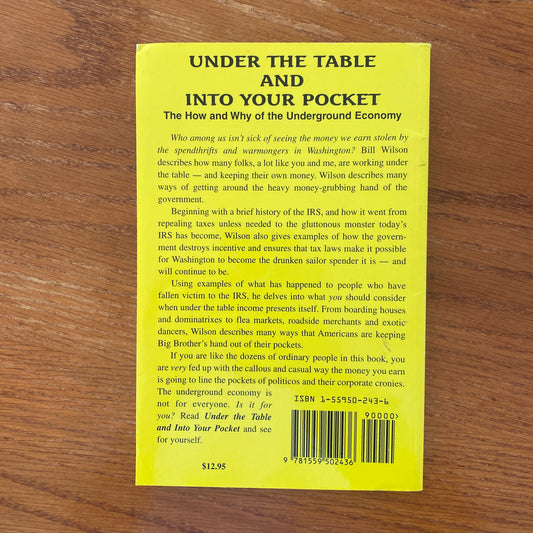 UNDER THE TABLE
AND
INTO YOUR POCKET
The How and Why of the Underground Economy
Who among us isn't sick of seeing the money we earn stolen by
the spendthrifts and warmongers in Washington? Bill Wilson
describes how many folks, a lot like you and me, are working under
the table — and keeping their own money. Wilson describes many
ways of getting around the heavy money-grubbing hand of the
government.
Beginning with a brief history of the IRS, and how it went from
repealing taxes unless needed to the gluttonous monster today's
IRS has become, Wilson also gives examples of how the govern-
ment destroys incentive and ensures that tax laws make it possible
for Washington to become the drunken sailor spender it is — and
will continue to be.
Using examples of what has happened to people who have
fallen victim to the IRS, he delves into what you should consider
when under the table income presents itself. From boarding houses
and dominatrixes to flea markets, roadside merchants and exotic
dancers, Wilson describes many ways that Americans are keeping
Big Brother's hand out of their pockets.
If you are like the dozens of ordinary people in this book, you
are very fed up with the callous and casual way the money you earn
is going to line the pockets of politicos and their corporate cronies.
The underground economy is
not for everyone. Is it for
you? Read Under the Table
and Into Your Pocket and see
for yourself.
$12.95
ISBN 1-55950-243-6
90000>
9 781559 502436